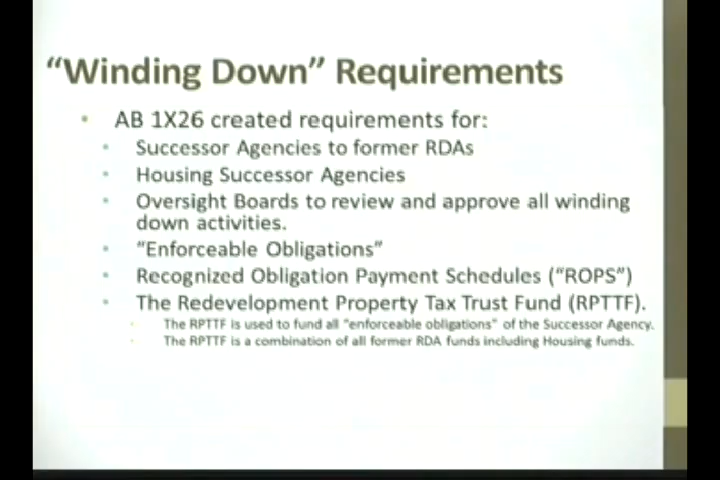 “Winding Down” Requirements
AB 1X26 created requirements for:
Successor Agencies to former RDAs
Housing Successor Agencies
Oversight Boards to review and approve all winding
down activities.
“Enforceable Obligations”
Recognized Obligation Payment Schedules (“ROPS”)
The Redevelopment Property Tax Trust Fund (RPTTF).
The RPTTF is used to fund all “enforceable obligations” of the Successor Agency.
The RPTTF is a combination of all former RDA funds including Housing funds.